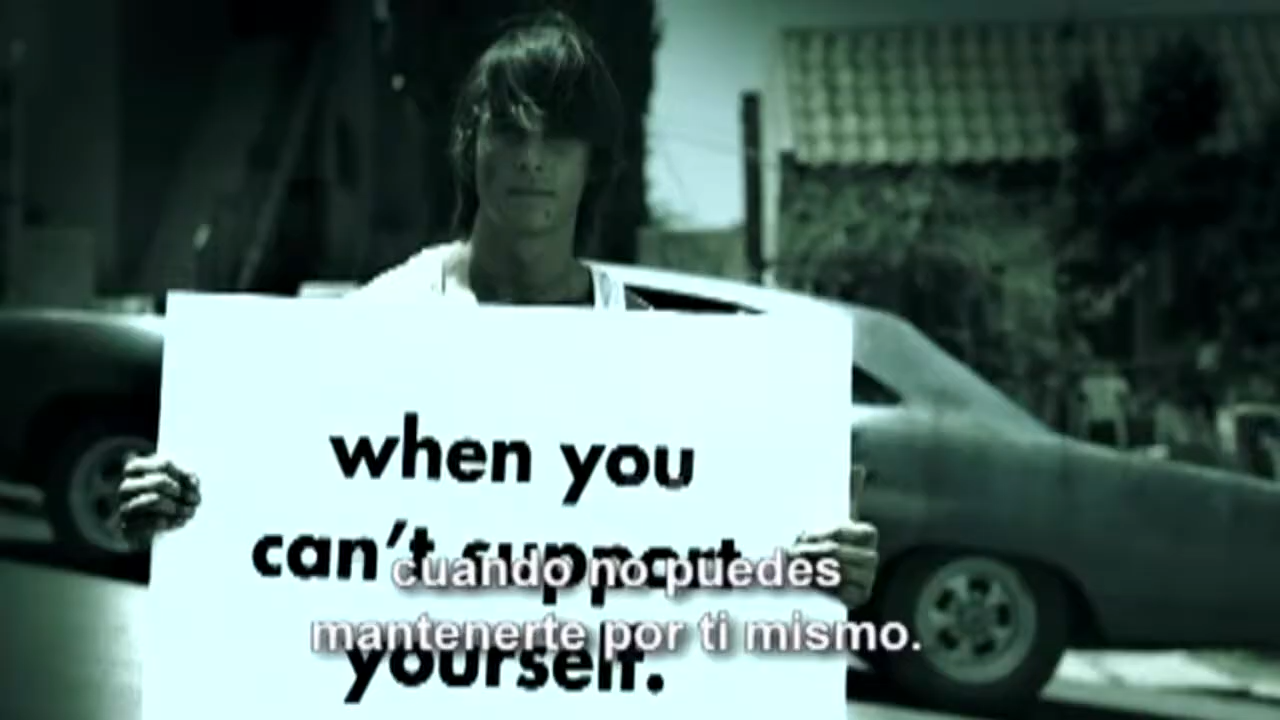 when you
can't support
yourself.
cuando no puedes
mantenerte por ti mismo.